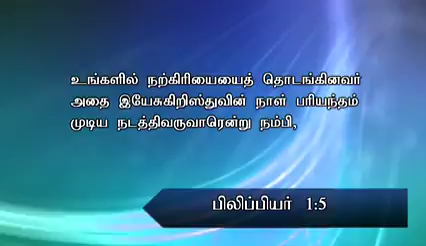 உங்களில் நற்கிரியையைத் தொடங்கினவர்
அதை இயேசுகிறிஸ்துவின் நாள் பரியந்தம்
முடிய நடத்திவருவாரென்று நம்பி,
பிலிப்பியர் 1:5